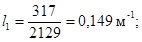 l₁ = 317/2129 = 0,149 м⁻¹;